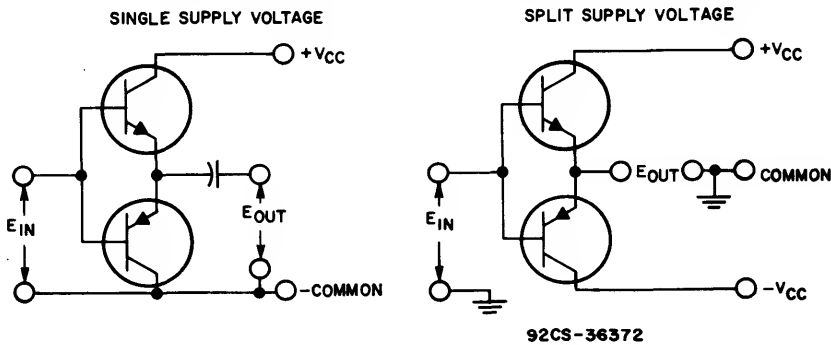 SINGLE SUPPLY VOLTAGE
+VCC
EIN
EOUT
-COMMON
SPLIT SUPPLY VOLTAGE
+VCC
EIN
EOUT
COMMON
-VCC
92CS-36372